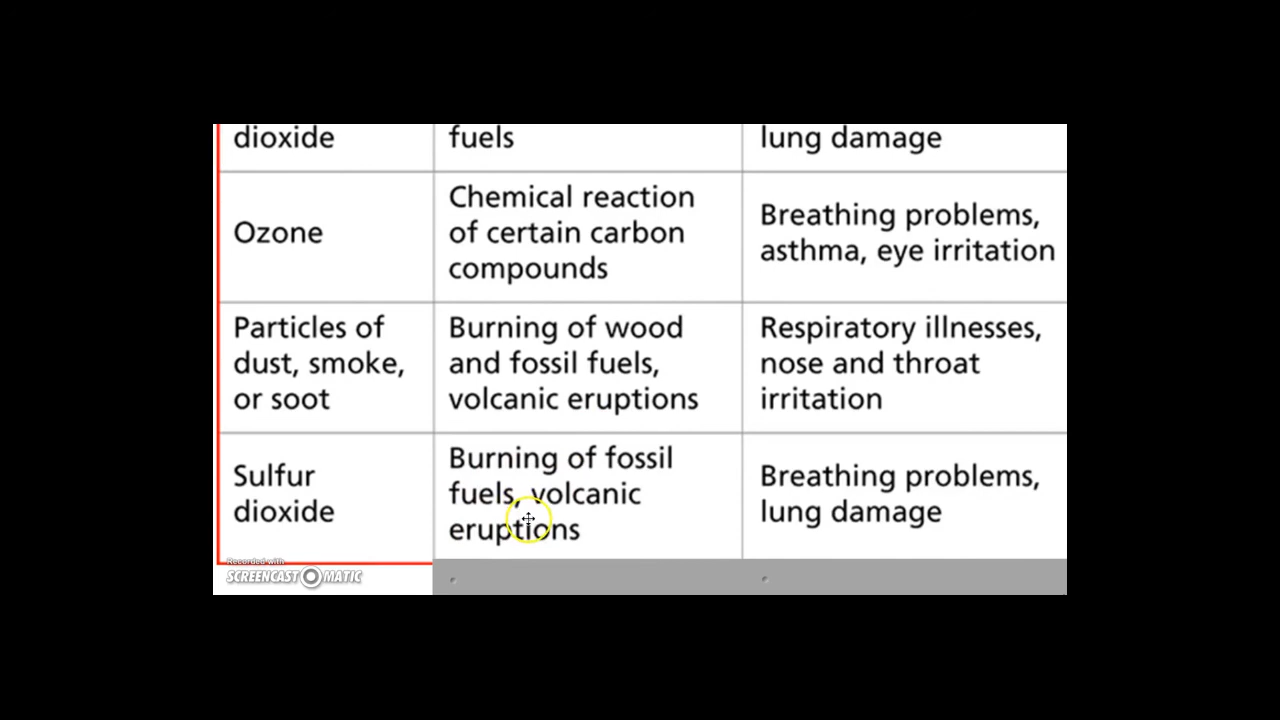 dioxide
fuels
lung damage
Ozone
Chemical reaction
of certain carbon
compounds
Breathing problems,
asthma, eye irritation
Particles of
dust, smoke,
or soot
Burning of wood
and fossil fuels,
volcanic eruptions
Respiratory illnesses,
nose and throat
irritation
Sulfur
dioxide
Burning of fossil
fuels, volcanic
eruptions
Breathing problems,
lung damage
Recorded with
SCREENCAST MATIC